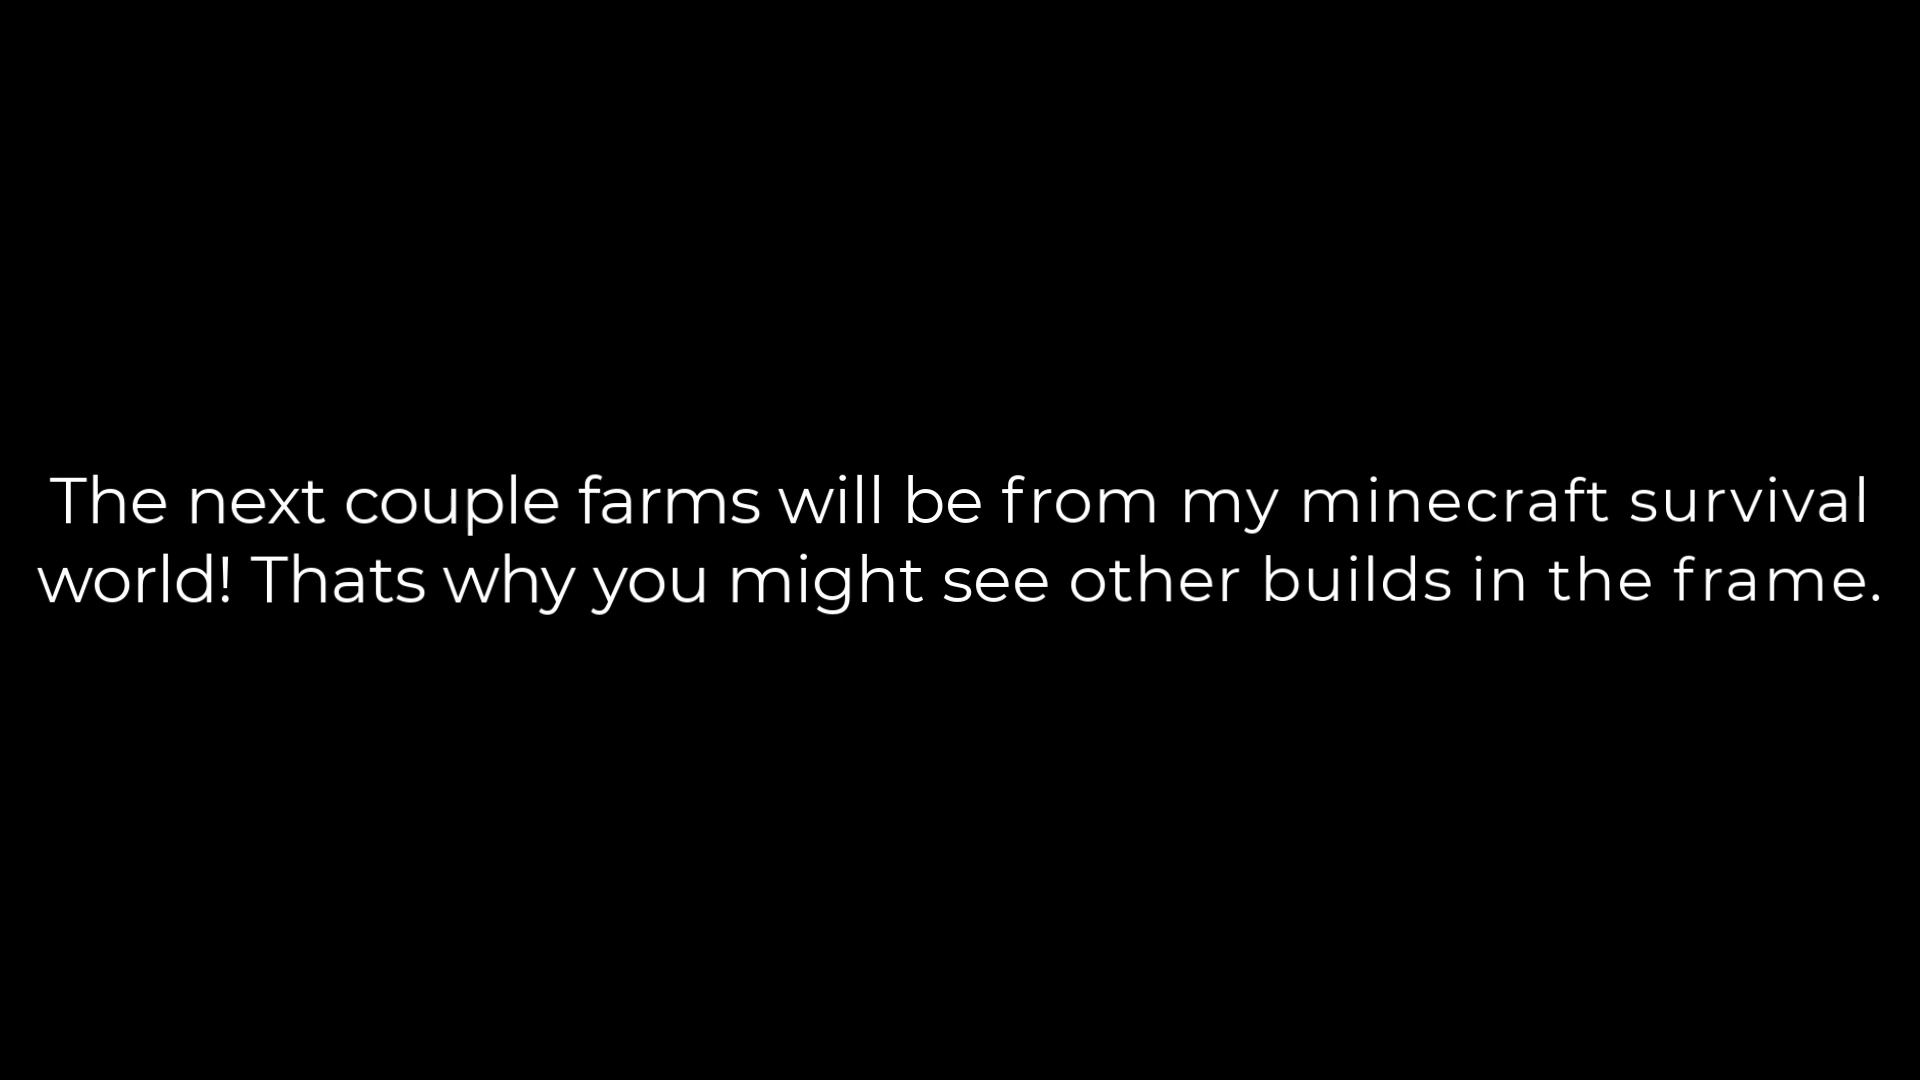 The next couple farms will be from my minecraft survival
world! Thats why you might see other builds in the frame.